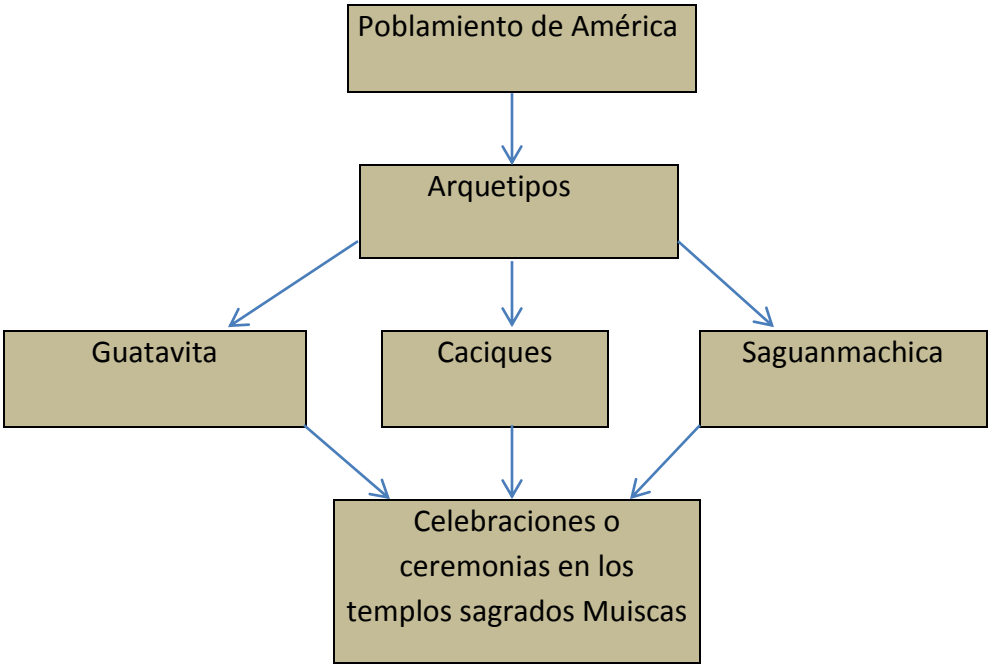 Poblamiento de América
Arquetipos
Guatavita
Caciques
Saguanmachica
Celebraciones o
ceremonias en los
templos sagrados Muiscas